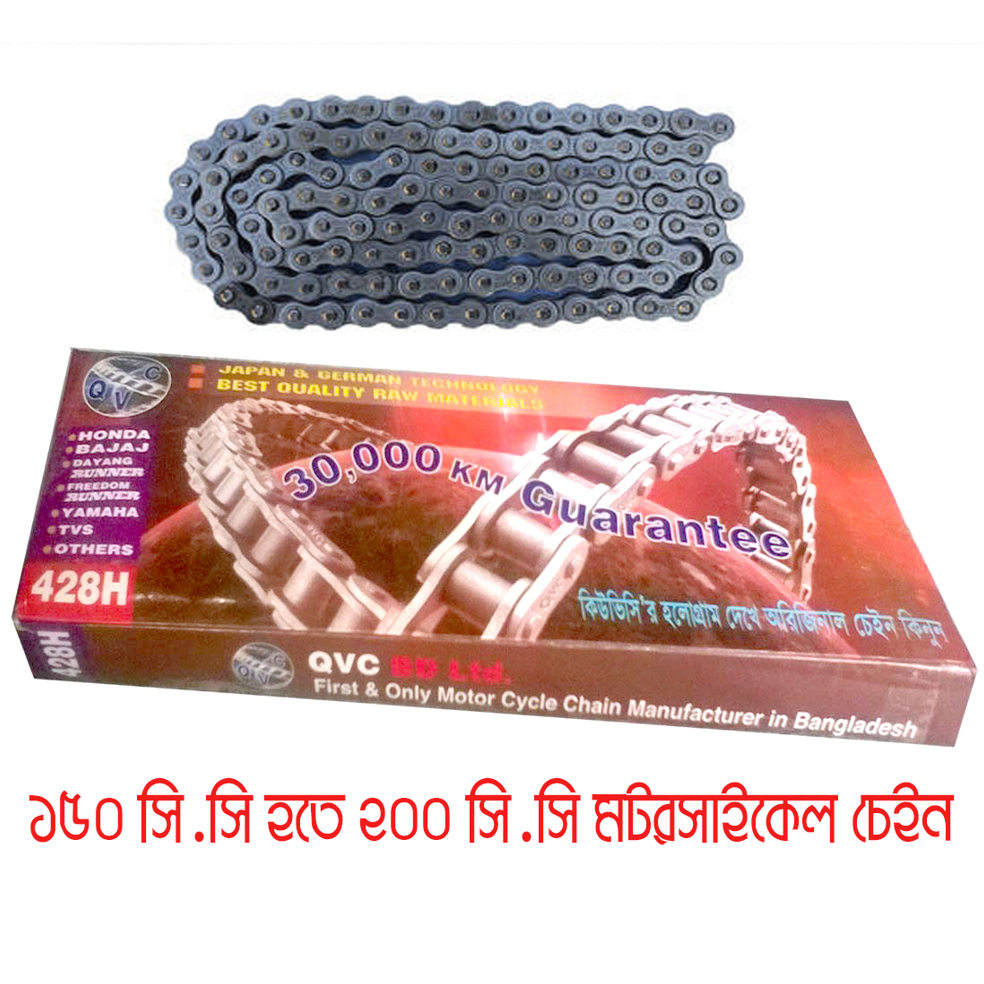 C
Q V
JAPAN & GERMAN TECHNOLOGY
BEST QUALITY RAW MATERIALS
HONDA
BAJAJ
DAYANG
RUNNER
FREEDOM
RUNNER
YAMAHA
TVS
OTHERS
428H
30,000 KM Guarantee
কিউভিসি'র হলোগ্রাম দেখে অরিজিনাল চেইন কিনুন
428H
C
Q V
QVC BD Ltd.
First & Only Motor Cycle Chain Manufacturer in Bangladesh
১৫০ সি .সি হতে ২০০ সি .সি মটরসাইকেল চেইন